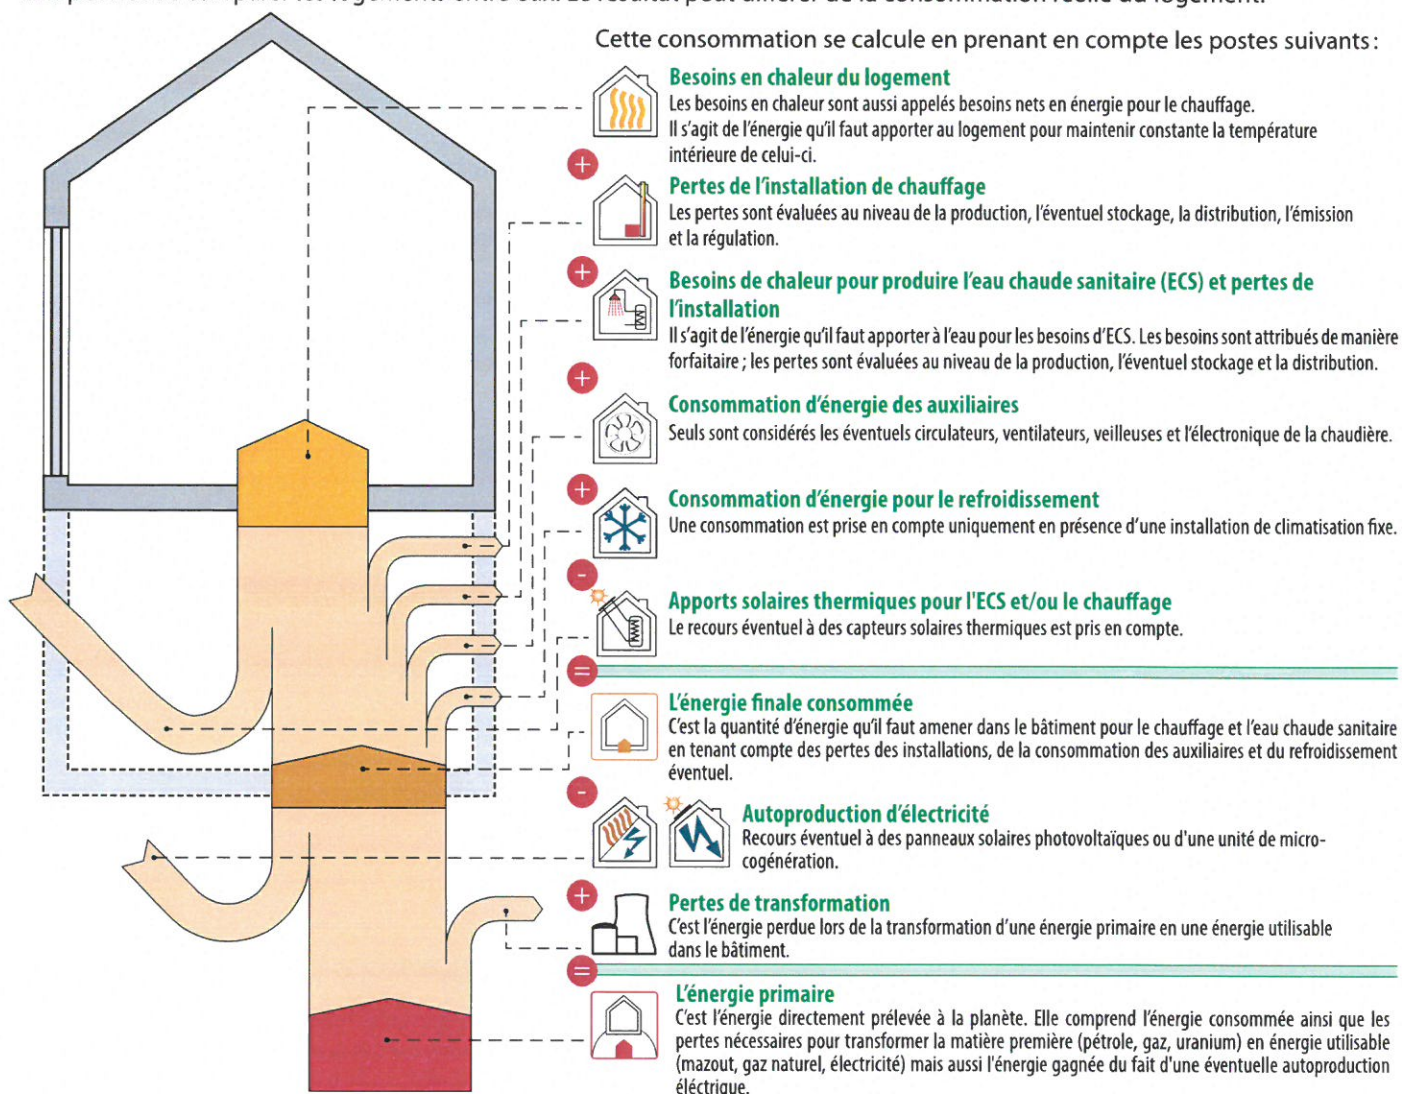 Cette consommation se calcule en prenant en compte les postes suivants :
Besoins en chaleur du logement
Les besoins en chaleur sont aussi appelés besoins nets en énergie pour le chauffage.
Il s'agit de l'énergie qu'il faut apporter au logement pour maintenir constante la température
intérieure de celui-ci.
+
Pertes de l'installation de chauffage
Les pertes sont évaluées au niveau de la production, l'éventuel stockage, la distribution, l'émission
et la régulation.
+
Besoins de chaleur pour produire l'eau chaude sanitaire (ECS) et pertes de
l'installation
Il s'agit de l'énergie qu'il faut apporter à l'eau pour les besoins d'ECS. Les besoins sont attribués de manière
forfaitaire ; les pertes sont évaluées au niveau de la production, l'éventuel stockage et la distribution.
+
Consommation d'énergie des auxiliaires
Seuls sont considérés les éventuels circulateurs, ventilateurs, veilleuses et l'électronique de la chaudière.
+
Consommation d'énergie pour le refroidissement
Une consommation est prise en compte uniquement en présence d'une installation de climatisation fixe.
-
Apports solaires thermiques pour l'ECS et/ou le chauffage
Le recours éventuel à des capteurs solaires thermiques est pris en compte.
=
L'énergie finale consommée
C'est la quantité d'énergie qu'il faut amener dans le bâtiment pour le chauffage et l'eau chaude sanitaire
en tenant compte des pertes des installations, de la consommation des auxiliaires et du refroidissement
éventuel.
-
Autoproduction d'électricité
Recours éventuel à des panneaux solaires photovoltaïques ou d'une unité de micro-
cogénération.
+
Pertes de transformation
C'est l'énergie perdue lors de la transformation d'une énergie primaire en une énergie utilisable
dans le bâtiment.
=
L'énergie primaire
C'est l'énergie directement prélevée à la planète. Elle comprend l'énergie consommée ainsi que les
pertes nécessaires pour transformer la matière première (pétrole, gaz, uranium) en énergie utilisable
(mazout, gaz naturel, électricité) mais aussi l'énergie gagnée du fait d'une éventuelle autoproduction
éléctrique.